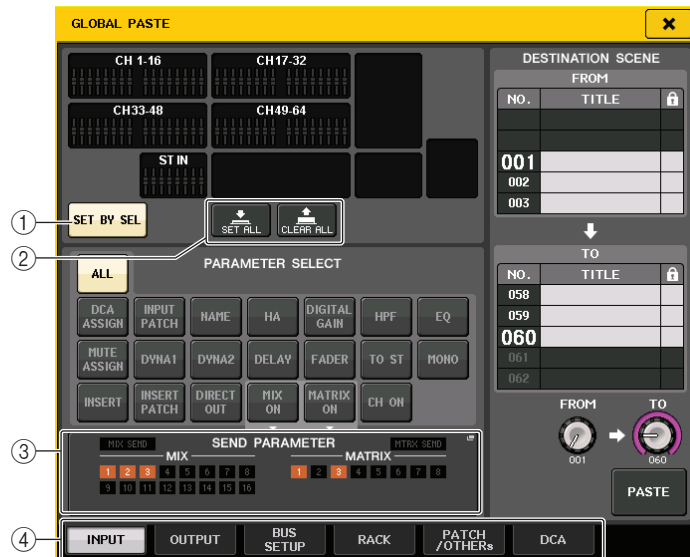 GLOBAL PASTE
CH 1-16
CH17-32
CH33-48
CH49-64
ST IN
① SET BY SEL
②
SET ALL
CLEAR ALL
ALL
PARAMETER SELECT
DCA ASSIGN
INPUT PATCH
NAME
HA
DIGITAL GAIN
HPF
EQ
MUTE ASSIGN
DYNA1
DYNA2
DELAY
FADER
TO ST
MONO
INSERT
INSERT PATCH
DIRECT OUT
MIX ON
MATRIX ON
CH ON
③
MIX SEND
SEND PARAMETER
MTRX SEND
MIX
MATRIX
1 2 3 4 5 6 7 8
1 2 3 4 5 6 7 8
9 10 11 12 13 14 15 16
④
INPUT
OUTPUT
BUS SETUP
RACK
PATCH /OTHERs
DCA
DESTINATION SCENE
FROM
NO. TITLE
001
002
003
TO
NO. TITLE
058
059
060
061
062
FROM
TO
001
060
PASTE